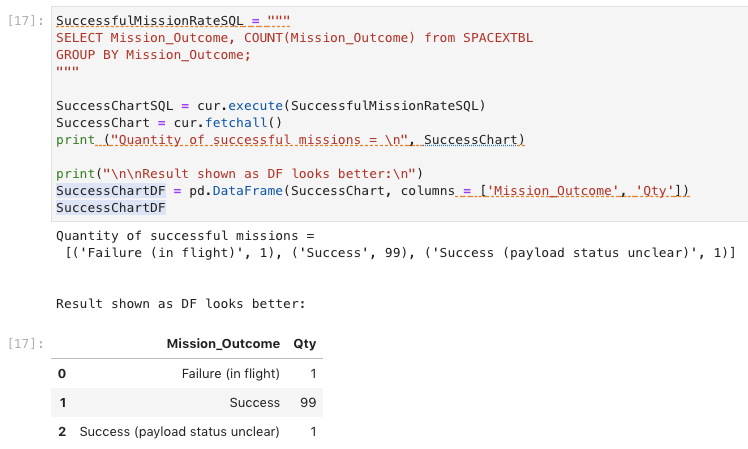 [17]: SuccessfulMissionRateSQL = """
SELECT Mission_Outcome, COUNT(Mission_Outcome) from SPACEXTBL
GROUP BY Mission_Outcome;
"""
SuccessChartSQL = cur.execute(SuccessfulMissionRateSQL)
SuccessChart = cur.fetchall()
print ("Quantity of successful missions = \n", SuccessChart)
print("\n\nResult shown as DF looks better:\n")
SuccessChartDF = pd.DataFrame(SuccessChart, columns = ['Mission_Outcome', 'Qty'])
SuccessChartDF
Quantity of successful missions =
[('Failure (in flight)', 1), ('Success', 99), ('Success (payload status unclear)', 1)]
Result shown as DF looks better:
[17]: Mission_Outcome Qty
0 Failure (in flight) 1
1 Success 99
2 Success (payload status unclear) 1